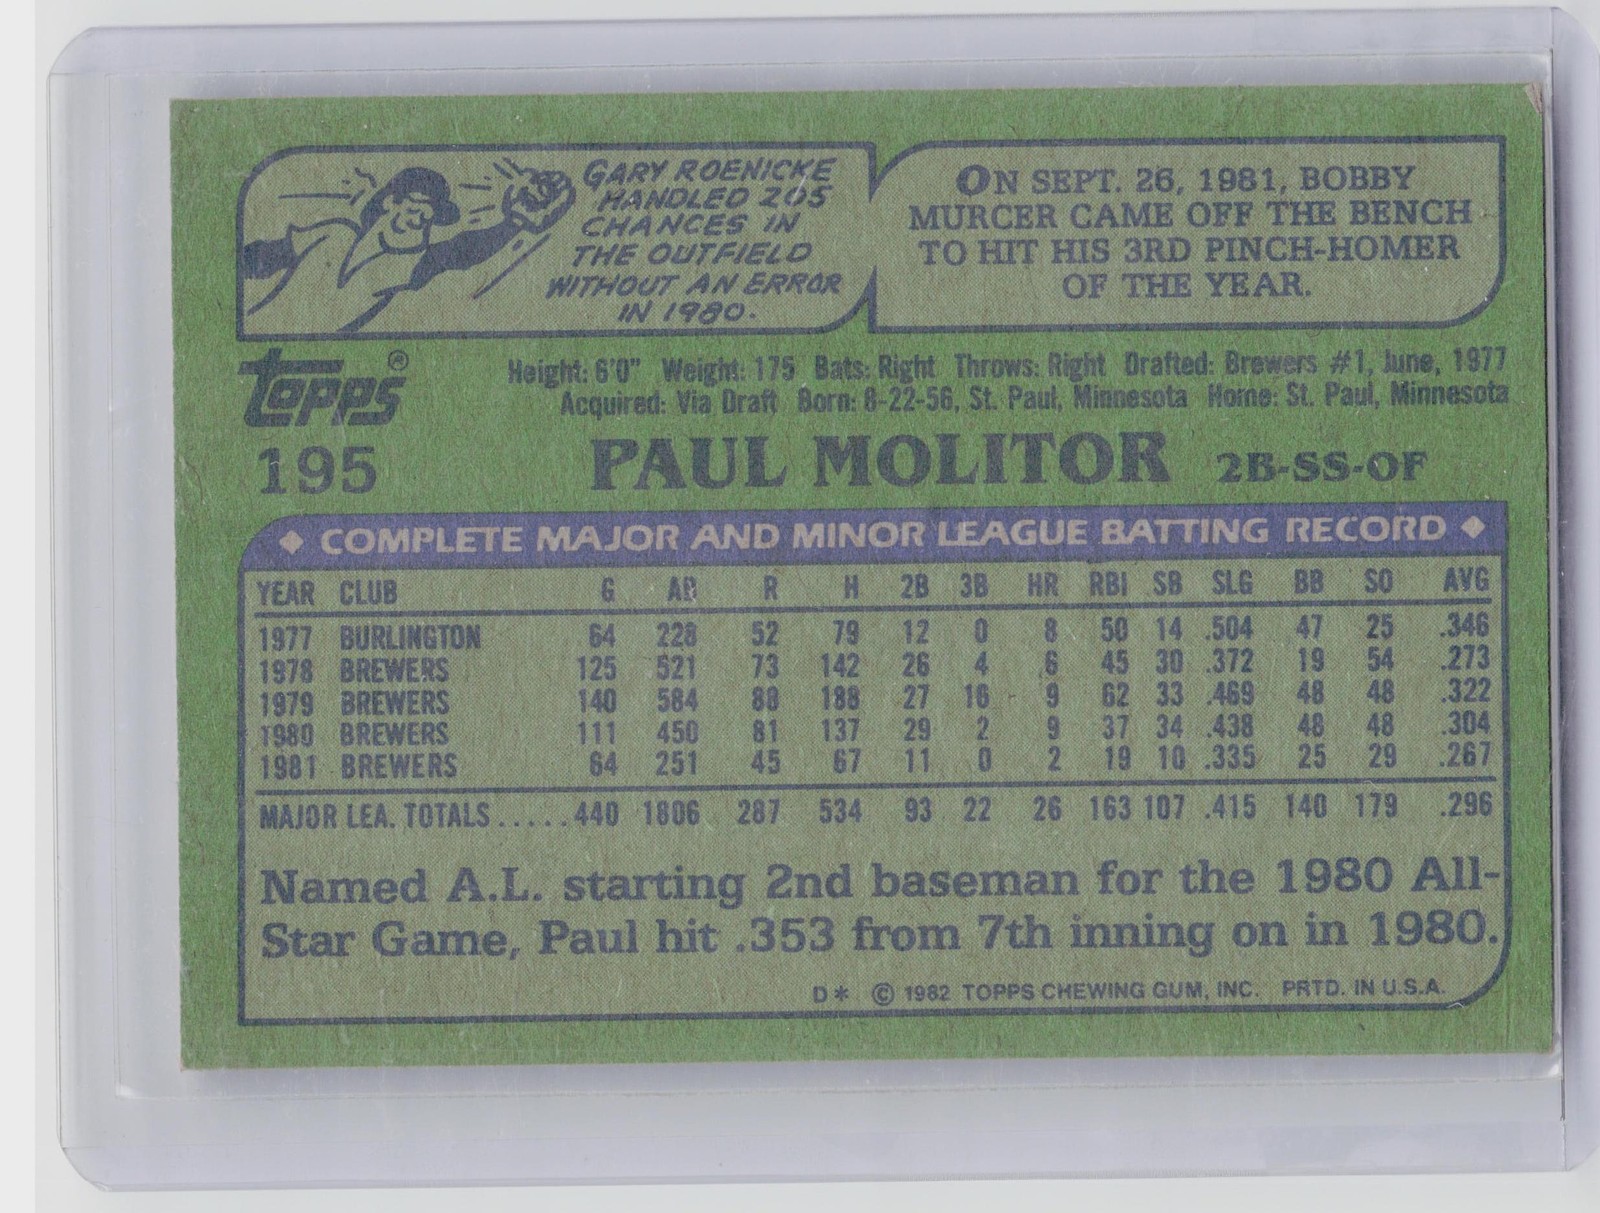 GARY ROENICKE
HANDLED 205
CHANCES IN
THE OUTFIELD
WITHOUT AN ERROR
IN 1980.
ON SEPT. 26, 1981, BOBBY
MURCER CAME OFF THE BENCH
TO HIT HIS 3RD PINCH-HOMER
OF THE YEAR.
Topps®
195
Height: 6'0" Weight: 175 Bats: Right Throws: Right Drafted: Brewers #1, June, 1977
Acquired: Via Draft Born: 8-22-56, St. Paul, Minnesota Home: St. Paul, Minnesota
PAUL MOLITOR 2B-SS-OF
◆ COMPLETE MAJOR AND MINOR LEAGUE BATTING RECORD ◆
YEAR CLUB G AB R H 2B 3B HR RBI SB SLG BB SO AVG
1977 BURLINGTON 64 228 52 79 12 0 8 50 14 .504 47 25 .346
1978 BREWERS 125 521 73 142 26 4 6 45 30 .372 19 54 .273
1979 BREWERS 140 584 88 188 27 16 9 62 33 .469 48 48 .322
1980 BREWERS 111 450 81 137 29 2 9 37 34 .438 48 48 .304
1981 BREWERS 64 251 45 67 11 0 2 19 10 .335 25 29 .267
MAJOR LEA. TOTALS.....440 1806 287 534 93 22 26 163 107 .415 140 179 .296
Named A.L. starting 2nd baseman for the 1980 All-
Star Game, Paul hit .353 from 7th inning on in 1980.
D* © 1982 TOPPS CHEWING GUM, INC. PRTD. IN U.S.A.